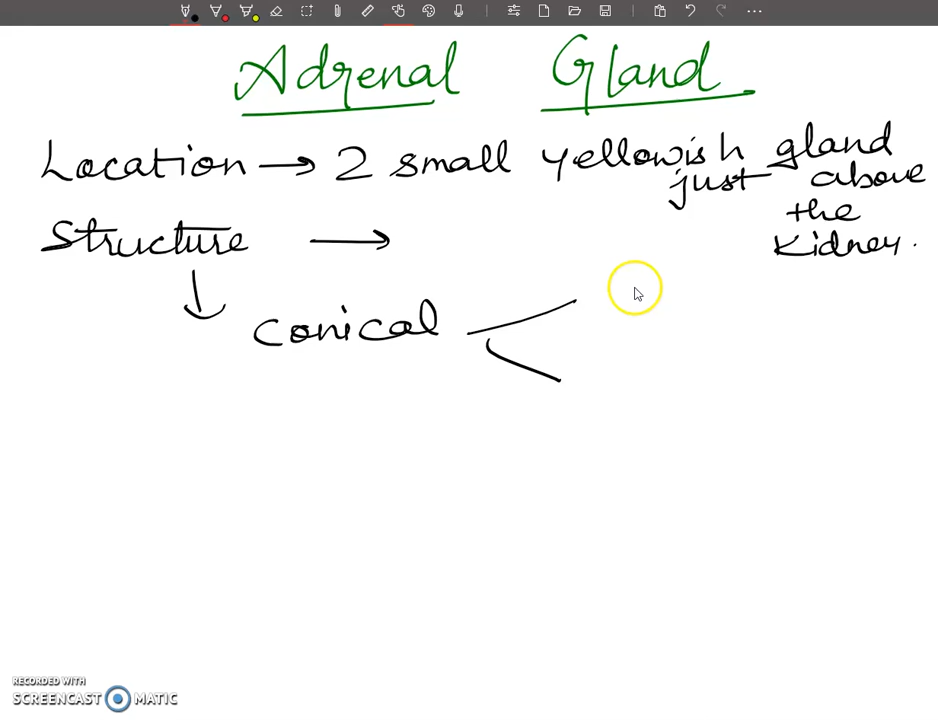 Adrenal Gland
Location → 2 small yellowish gland
just above
the
Kidney.
Structure →
↓
Conical
RECORDED WITH
SCREENCAST MATIC